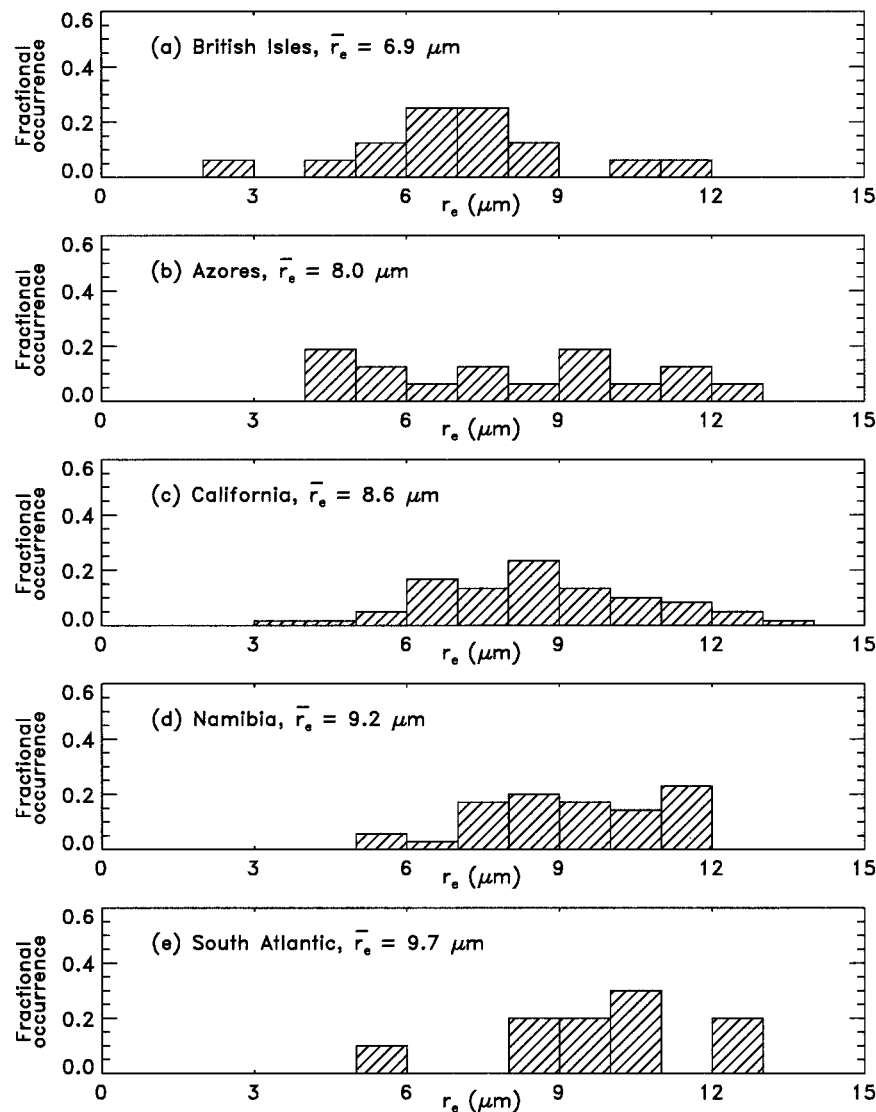 (a) British Isles, r̅ₑ = 6.9 μm
Fractional
occurrence
0.6
0.4
0.2
0.0
0 3 6 9 12 15
rₑ (μm)
(b) Azores, r̅ₑ = 8.0 μm
Fractional
occurrence
0.6
0.4
0.2
0.0
0 3 6 9 12 15
rₑ (μm)
(c) California, r̅ₑ = 8.6 μm
Fractional
occurrence
0.6
0.4
0.2
0.0
0 3 6 9 12 15
rₑ (μm)
(d) Namibia, r̅ₑ = 9.2 μm
Fractional
occurrence
0.6
0.4
0.2
0.0
0 3 6 9 12 15
rₑ (μm)
(e) South Atlantic, r̅ₑ = 9.7 μm
Fractional
occurrence
0.6
0.4
0.2
0.0
0 3 6 9 12 15
rₑ (μm)